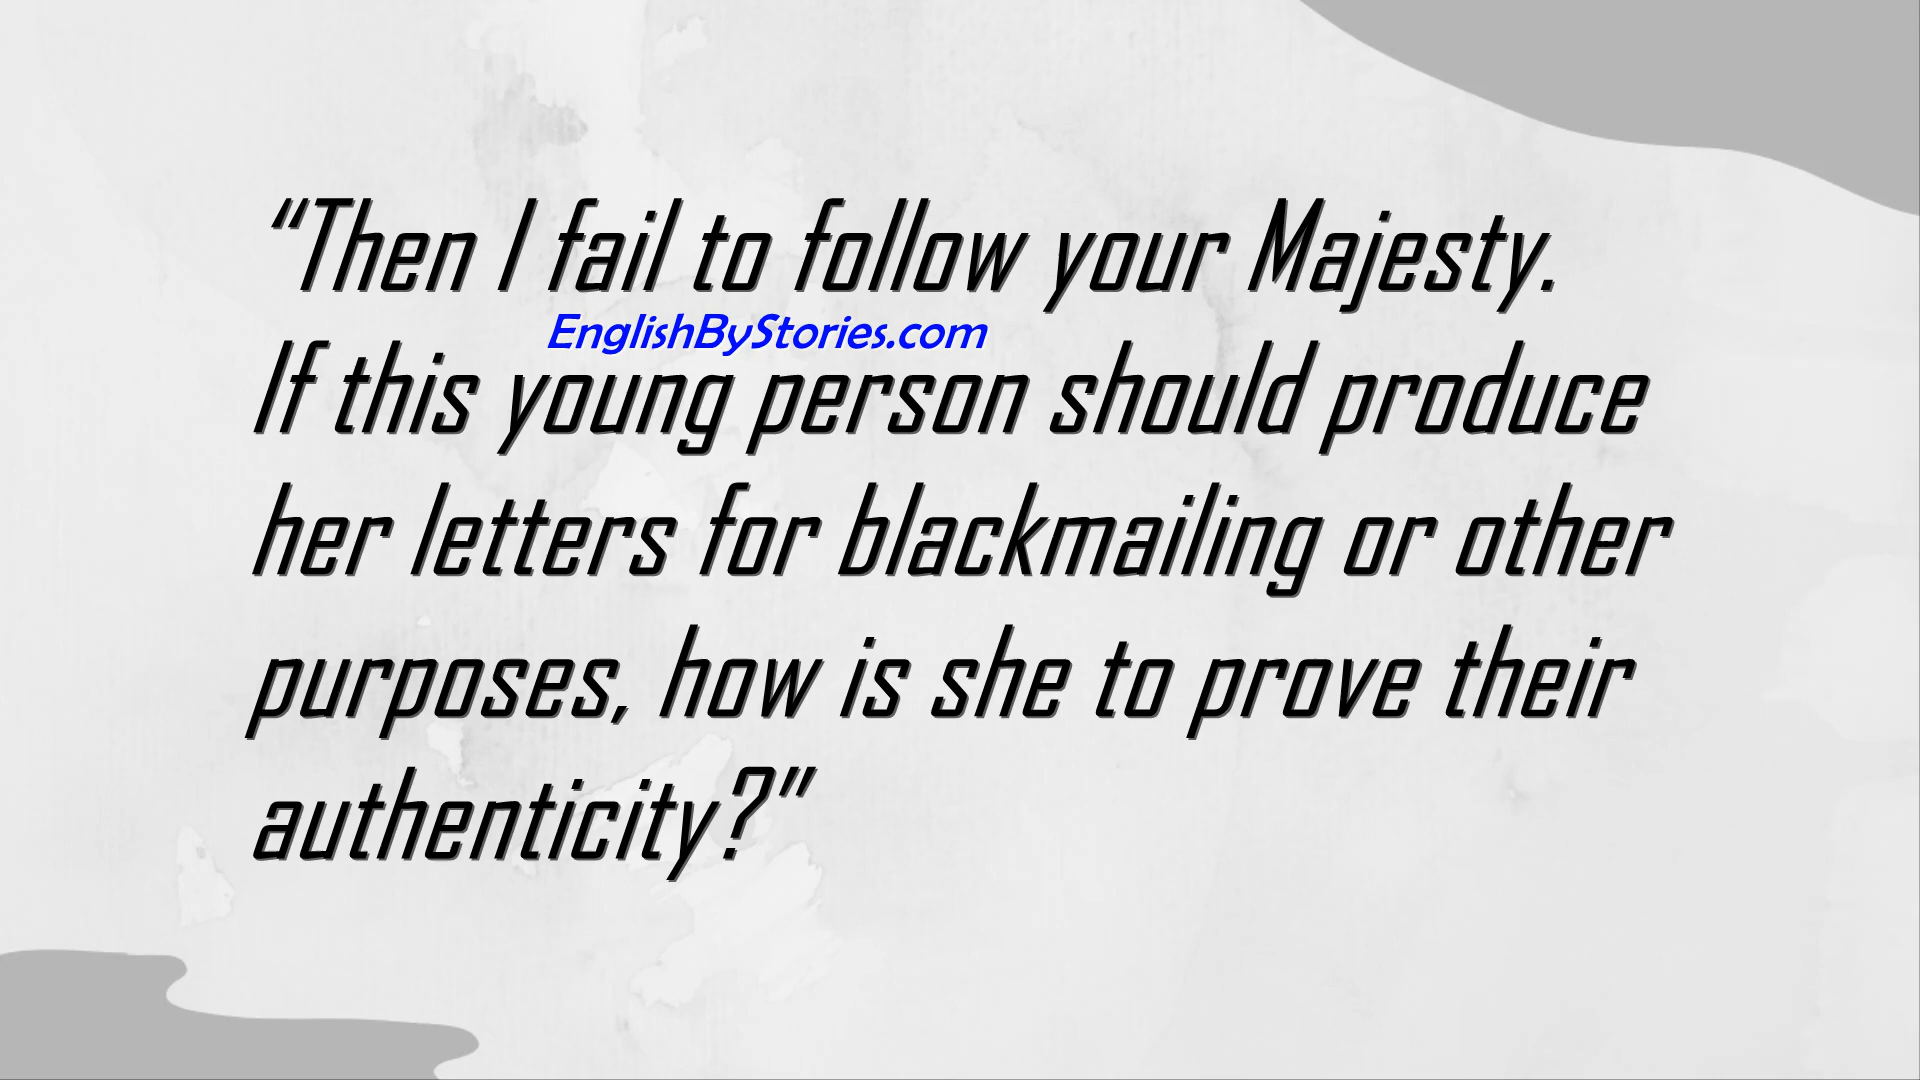 “Then I fail to follow your Majesty.
EnglishByStories.com
If this young person should produce
her letters for blackmailing or other
purposes, how is she to prove their
authenticity?”